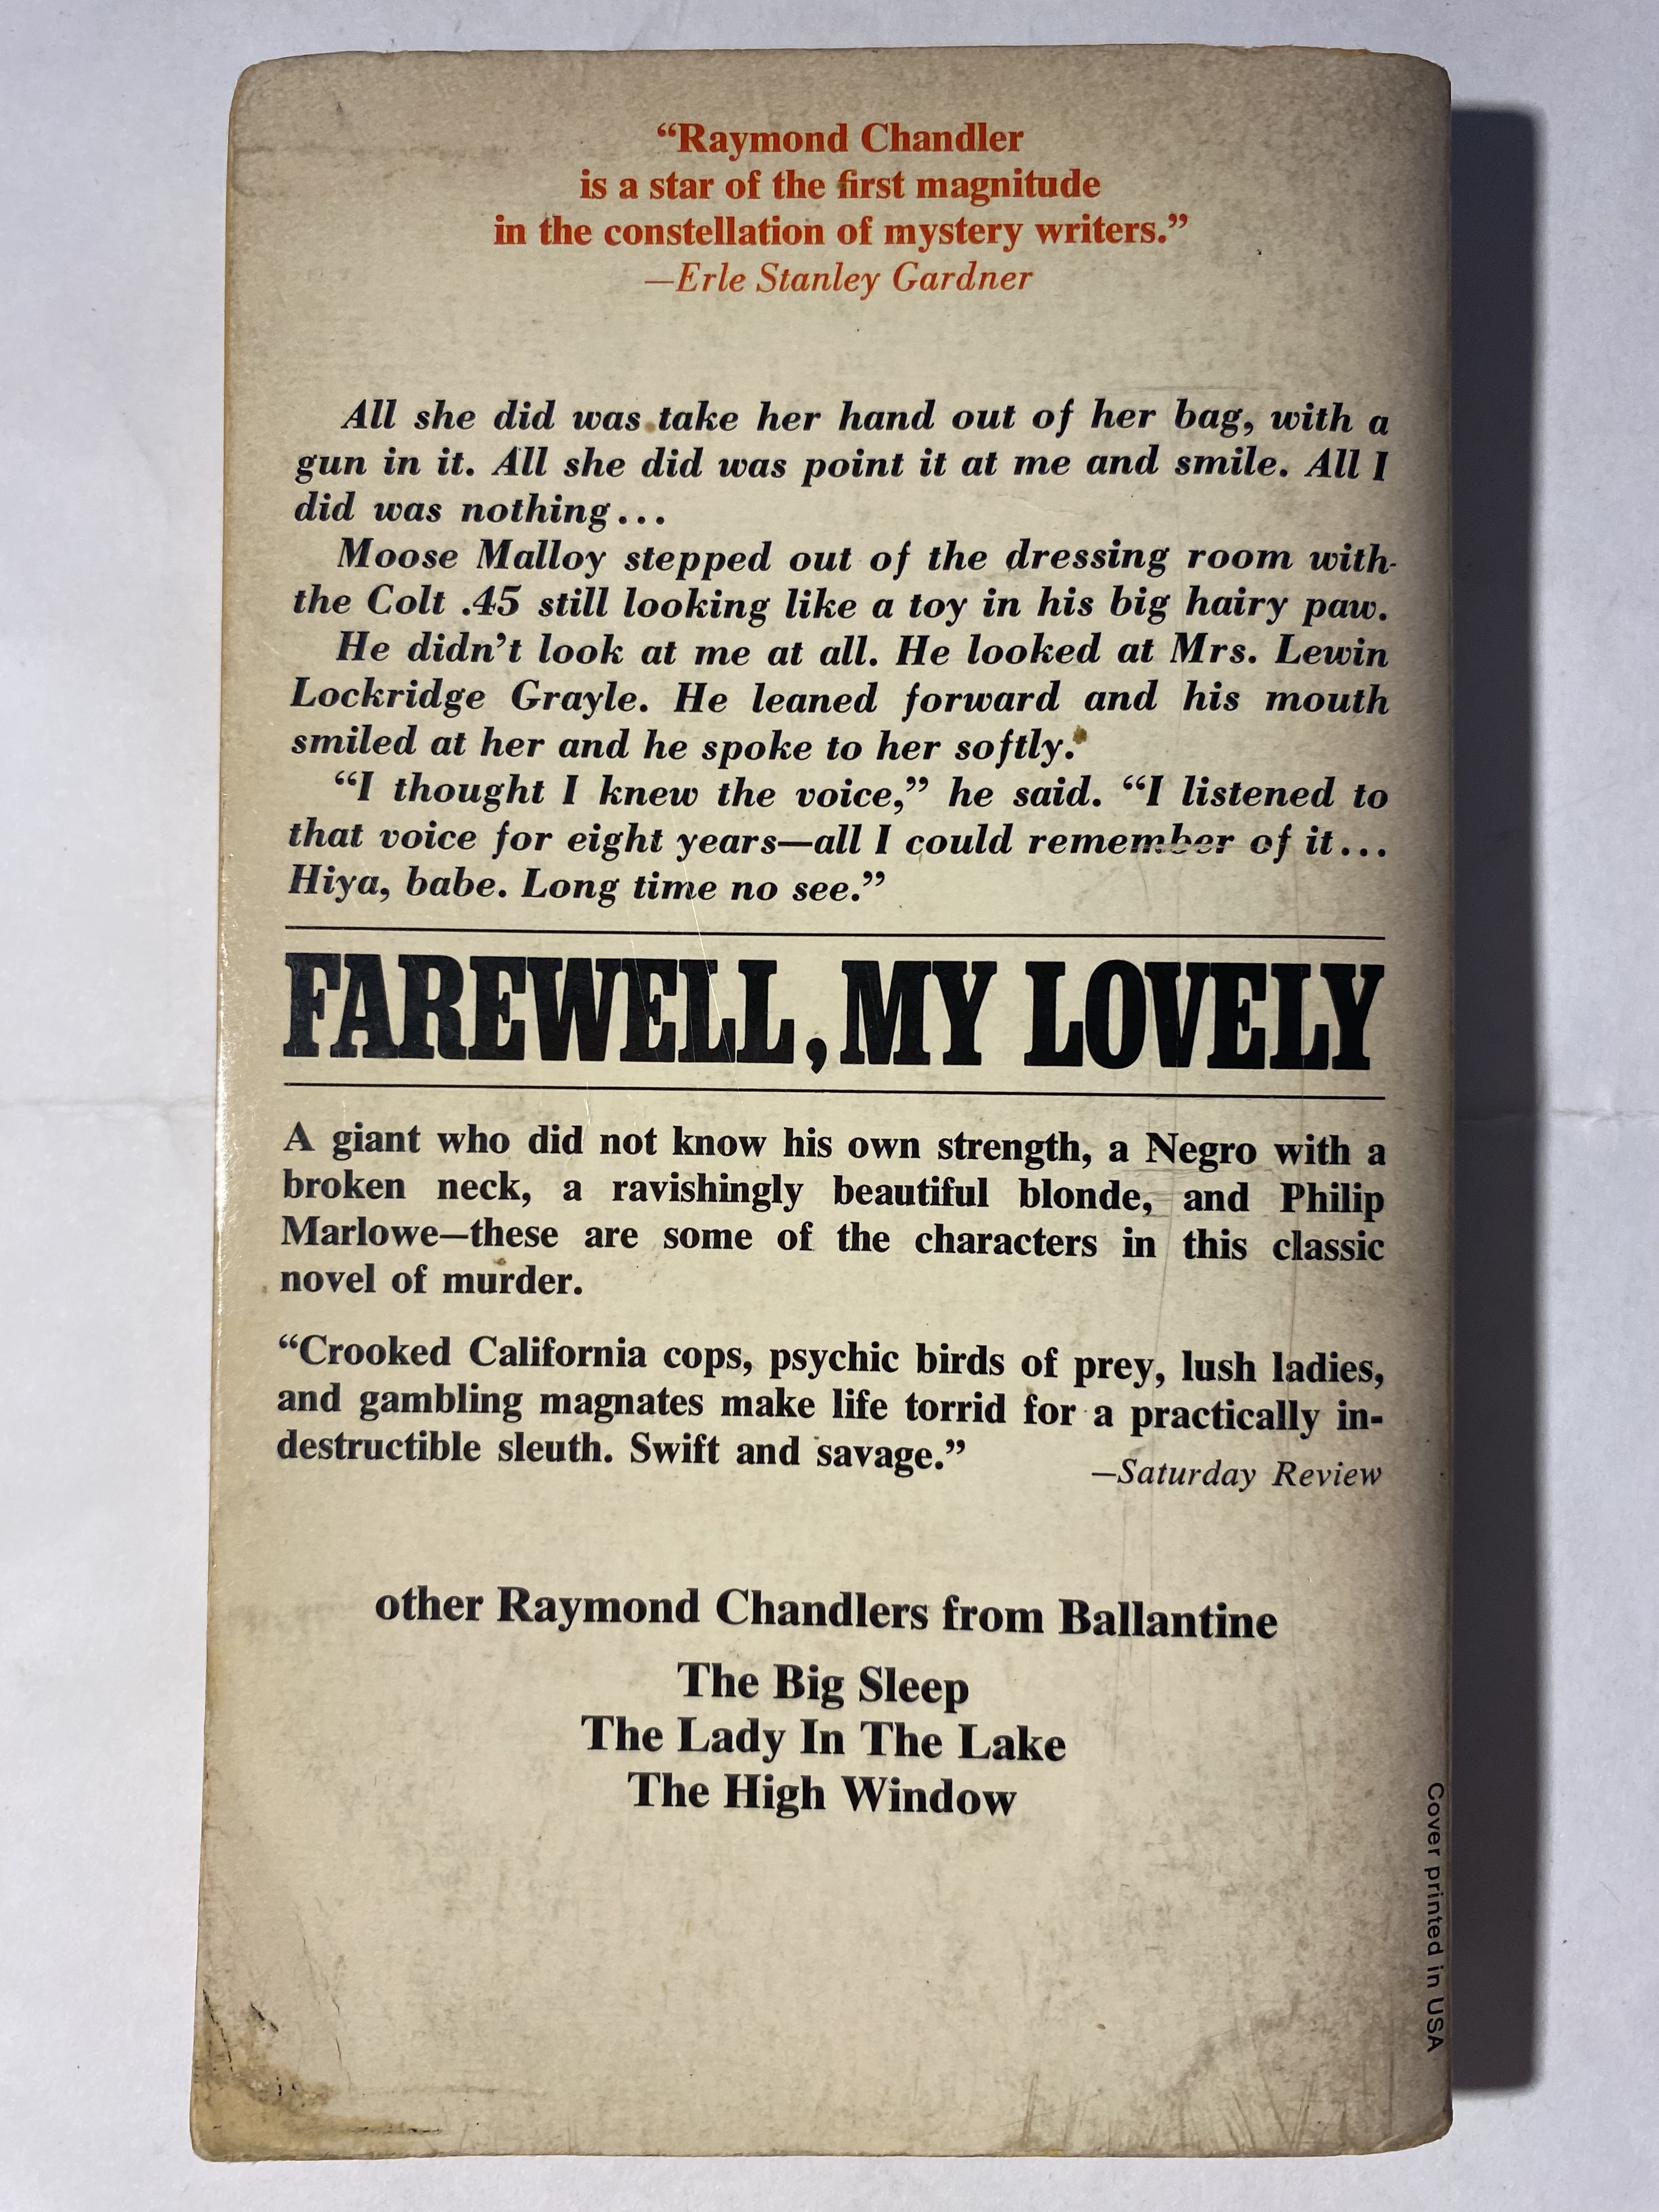 “Raymond Chandler
is a star of the first magnitude
in the constellation of mystery writers.”
—Erle Stanley Gardner
All she did was take her hand out of her bag, with a
gun in it. All she did was point it at me and smile. All I
did was nothing...
Moose Malloy stepped out of the dressing room with
the Colt .45 still looking like a toy in his big hairy paw.
He didn’t look at me at all. He looked at Mrs. Lewin
Lockridge Grayle. He leaned forward and his mouth
smiled at her and he spoke to her softly.
“I thought I knew the voice,” he said. “I listened to
that voice for eight years—all I could remember of it...
Hiya, babe. Long time no see.”
FAREWELL, MY LOVELY
A giant who did not know his own strength, a Negro with a
broken neck, a ravishingly beautiful blonde, and Philip
Marlowe—these are some of the characters in this classic
novel of murder.
“Crooked California cops, psychic birds of prey, lush ladies,
and gambling magnates make life torrid for a practically in-
destructible sleuth. Swift and savage.”
—Saturday Review
other Raymond Chandlers from Ballantine
The Big Sleep
The Lady In The Lake
The High Window
Cover printed in USA